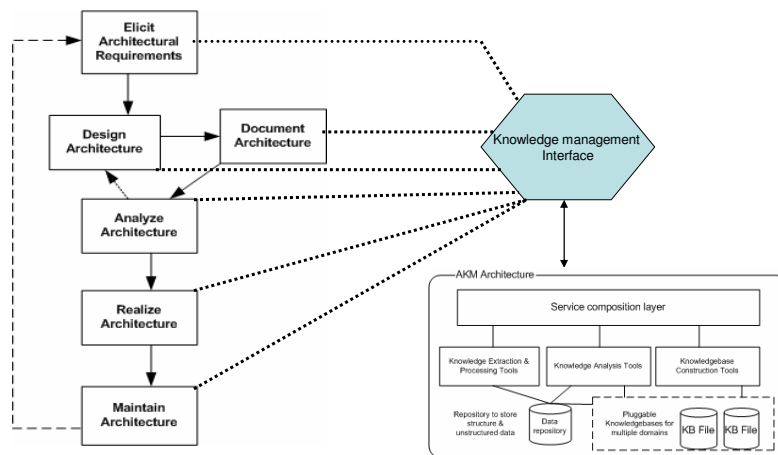 Elicit
Architectural
Requirements
Design
Architecture
Document
Architecture
Knowledge management
Interface
Analyze
Architecture
Realize
Architecture
Maintain
Architecture
AKM Architecture
Service composition layer
Knowledge Extraction &
Processing Tools
Knowledge Analysis Tools
Knowledgebase
Construction Tools
Repository to store
structure &
unstructured data
Data
repository
Pluggable
Knowledgebases for
multiple domains
KB File
KB File